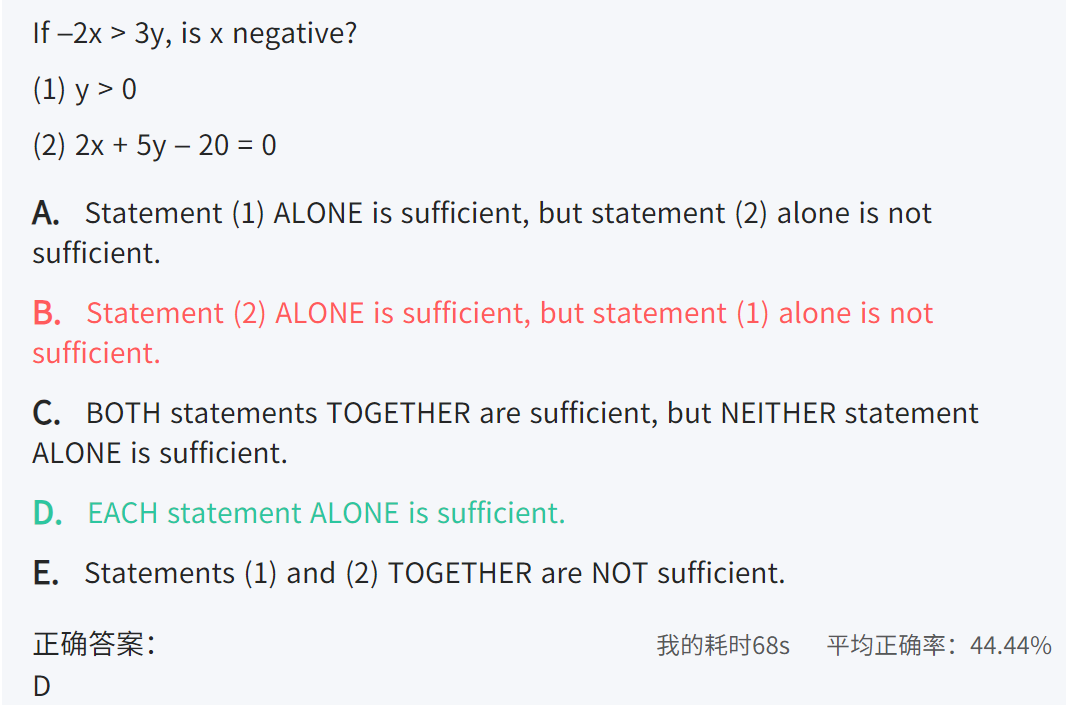 If –2x > 3y, is x negative?
(1) y > 0
(2) 2x + 5y – 20 = 0
A. Statement (1) ALONE is sufficient, but statement (2) alone is not
sufficient.
B. Statement (2) ALONE is sufficient, but statement (1) alone is not
sufficient.
C. BOTH statements TOGETHER are sufficient, but NEITHER statement
ALONE is sufficient.
D. EACH statement ALONE is sufficient.
E. Statements (1) and (2) TOGETHER are NOT sufficient.
正确答案： 我的耗时68s 平均正确率：44.44%
D